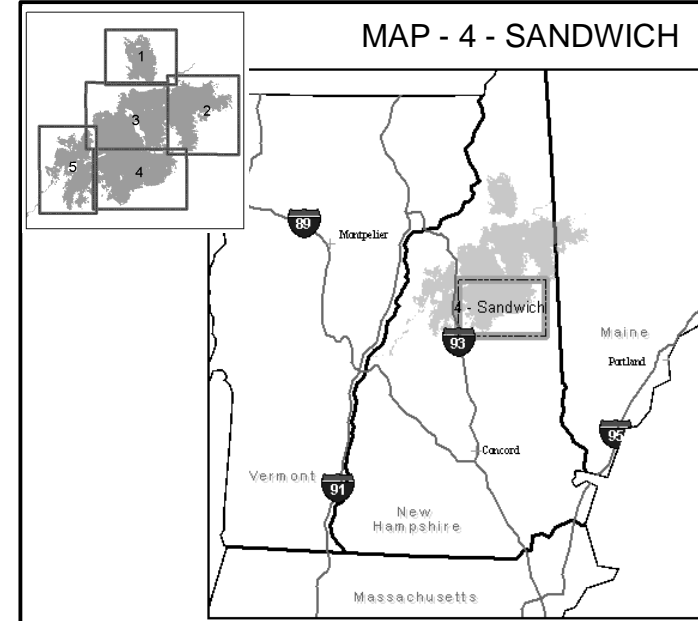 MAP - 4 - SANDWICH
1
2
3
5
4
89
Montpelier
4 - Sandwich
93
Maine
Portland
95
Concord
Vermont
91
New
Hampshire
Massachusetts